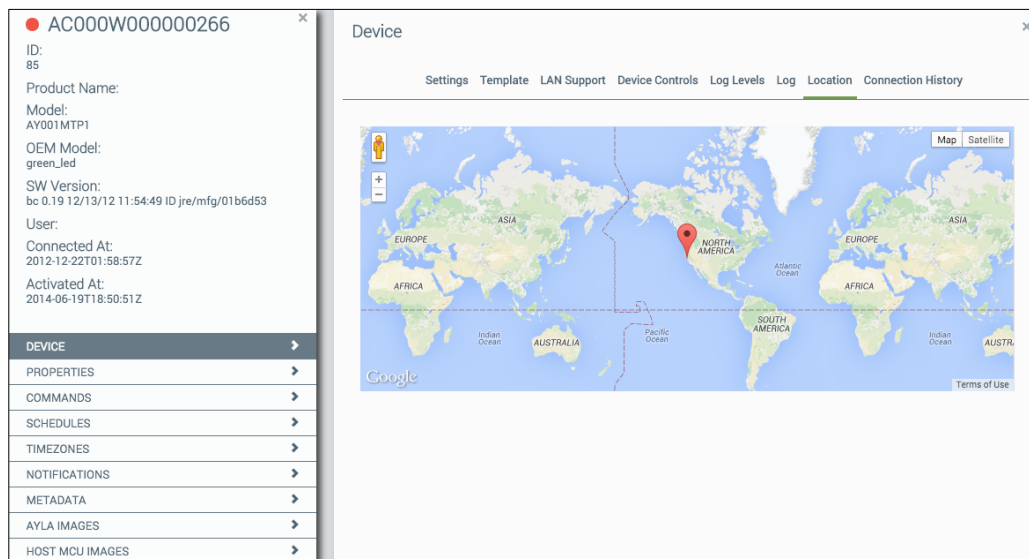 AC000W000000266
ID:
85
Product Name:
Model:
AY001MTP1
OEM Model:
green_led
SW Version:
bc 0.19 12/13/12 11:54:49 ID jre/mfg/01b6d53
User:
Connected At:
2012-12-22T01:58:57Z
Activated At:
2014-06-19T18:50:51Z
DEVICE
PROPERTIES
COMMANDS
SCHEDULES
TIMEZONES
NOTIFICATIONS
METADATA
AYLA IMAGES
HOST MCU IMAGES
Device
Settings Template LAN Support Device Controls Log Levels Log Location Connection History
Map Satellite
ASIA
ASIA
EUROPE
NORTH
AMERICA
EUROPE
Atlantic
Ocean
AFRICA
AFRICA
SOUTH
AMERICA
Indian
Ocean
AUSTRALIA
Pacific
Ocean
Indian
Ocean
AUSTR
Google
Terms of Use